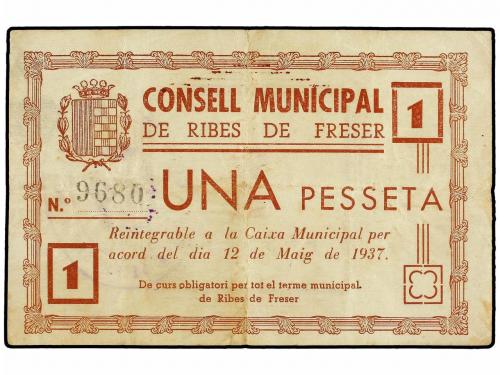 CONSELL MUNICIPAL
DE RIBES DE FRESER
1
N.º 9680
UNA PESSETA
Reintegrable a la Caixa Municipal per
acord del dia 12 de Maig de 1937.
1
De curs obligatori per tot el terme municipal.
de Ribes de Freser